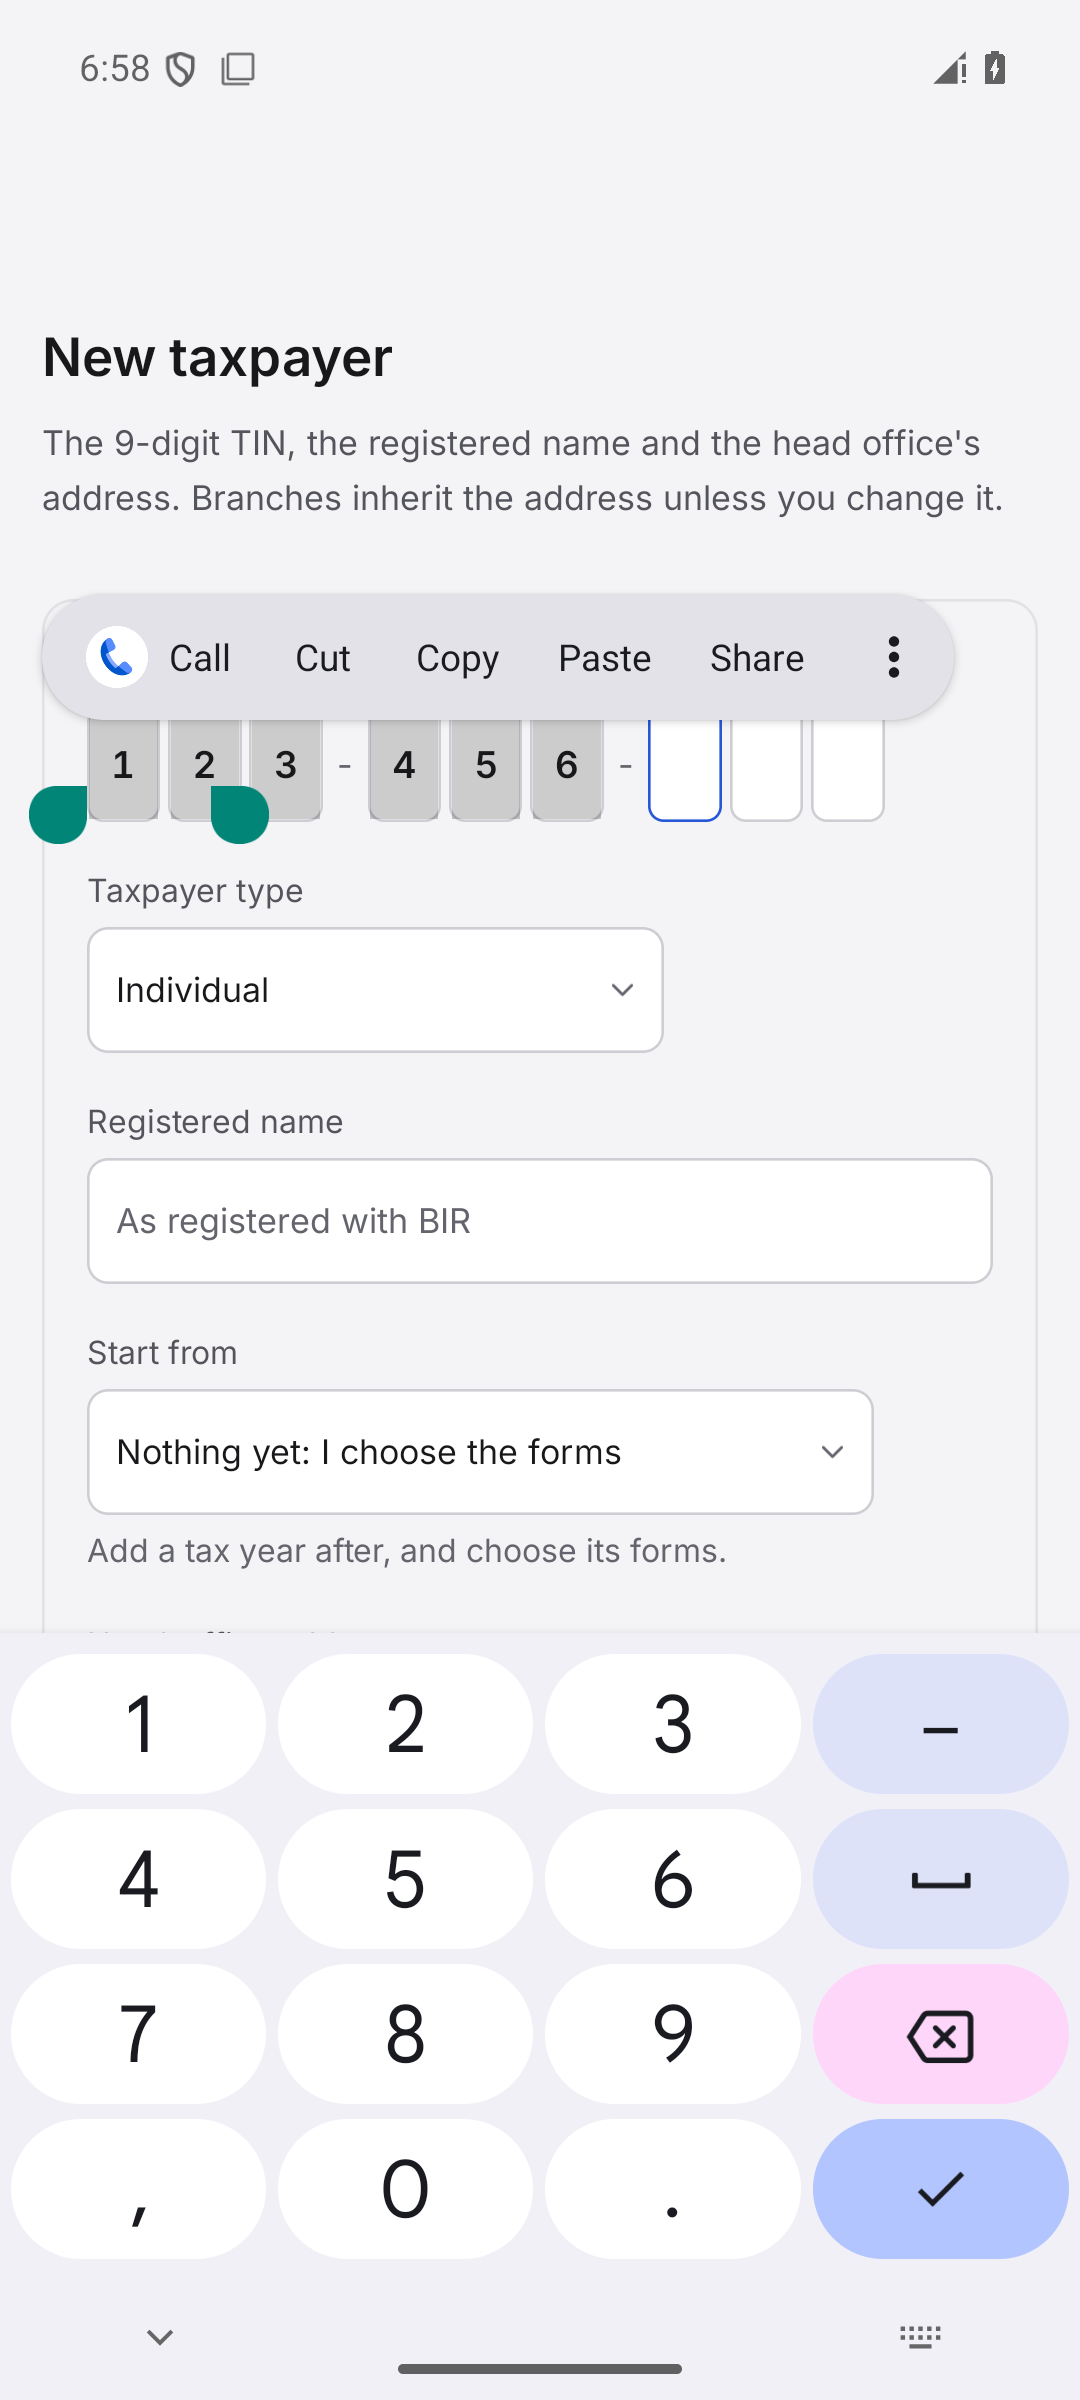 6:58
New taxpayer
The 9-digit TIN, the registered name and the head office's
address. Branches inherit the address unless you change it.
Call Cut Copy Paste Share
1 2 3 - 4 5 6 -
Taxpayer type
Individual
Registered name
As registered with BIR
Start from
Nothing yet: I choose the forms
Add a tax year after, and choose its forms.
1 2 3 –
4 5 6
7 8 9
, 0 .